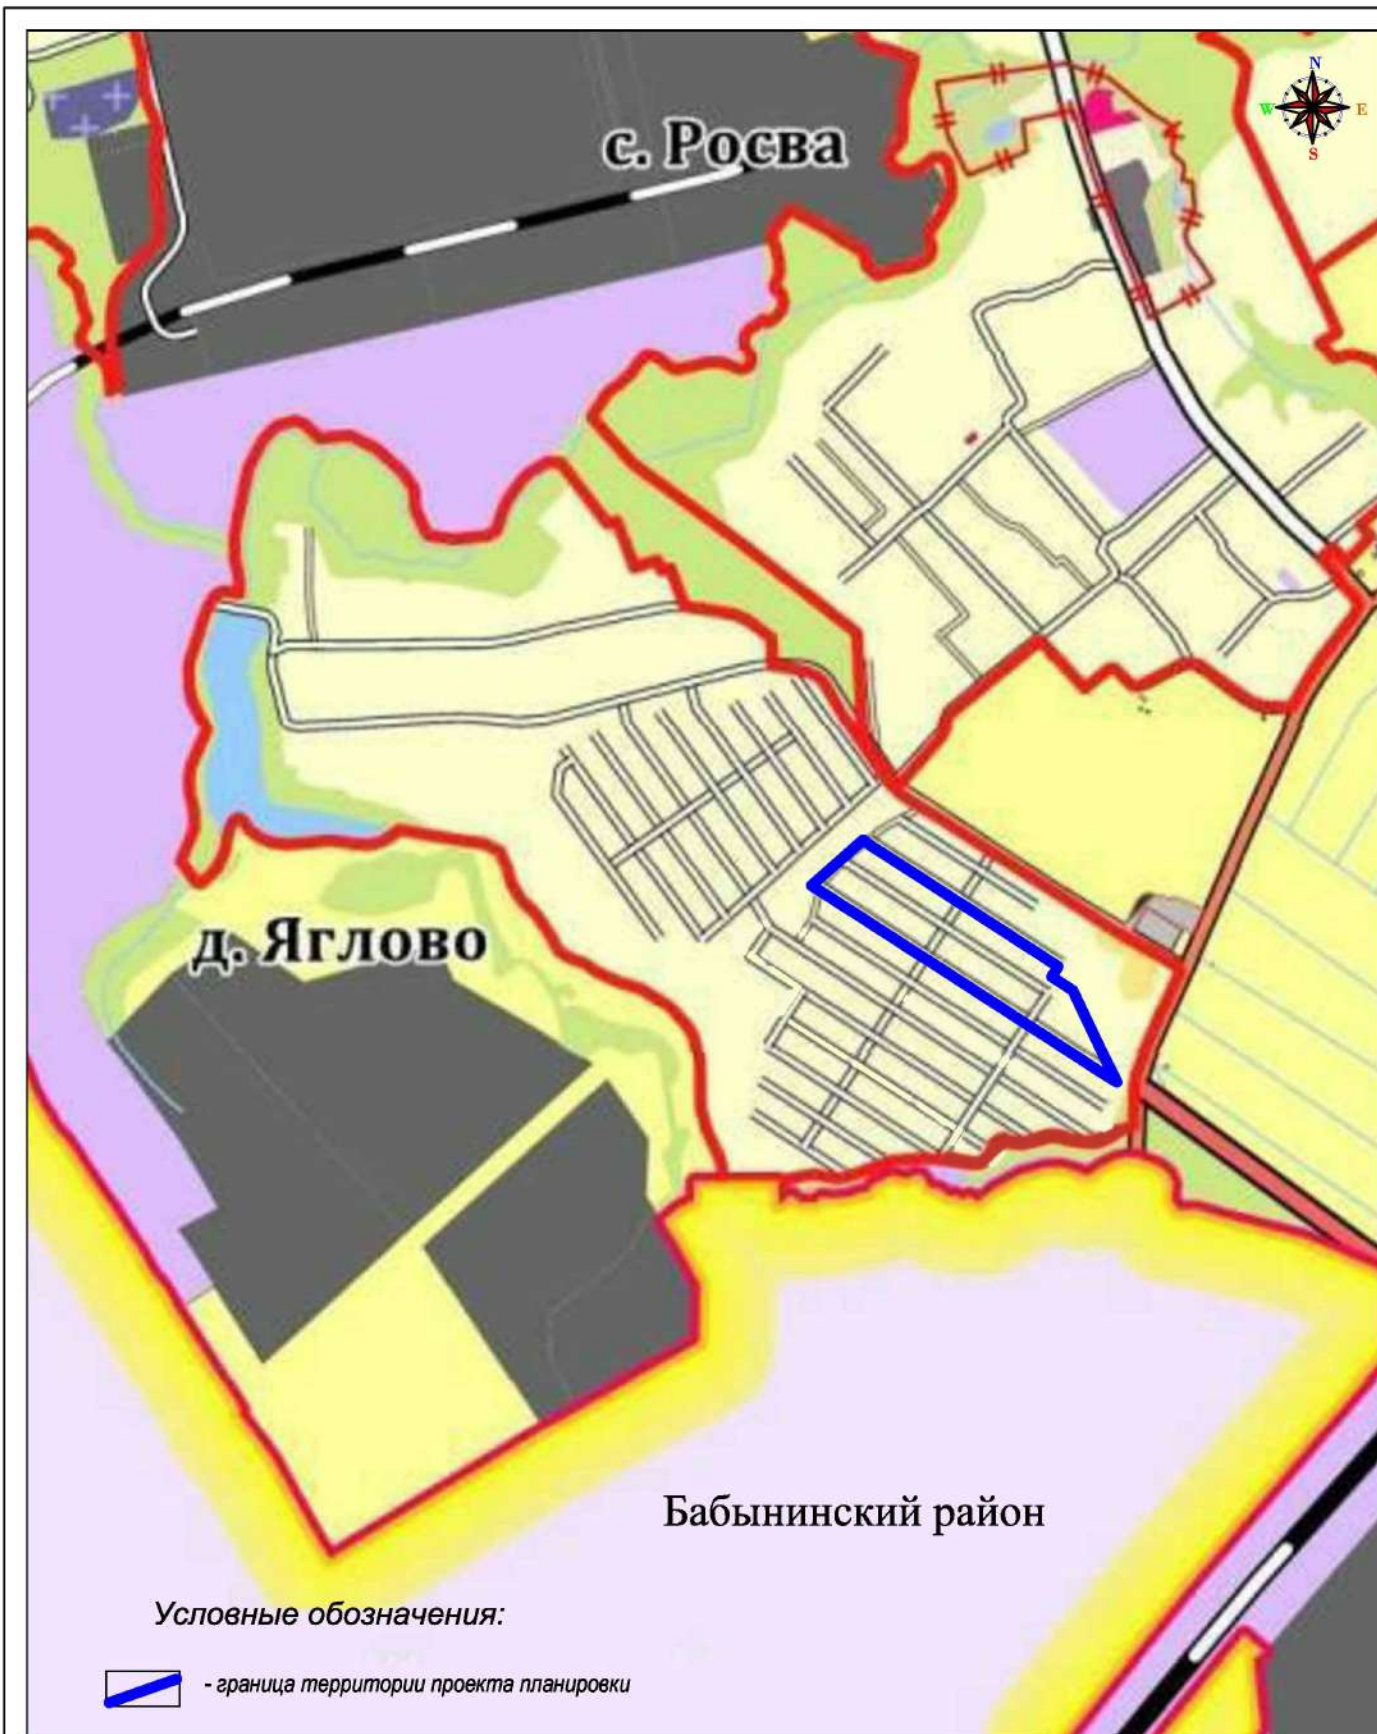 N
W
E
S
с. Росва
д. Яглово
Бабынинский район
Условные обозначения:
- граница территории проекта планировки